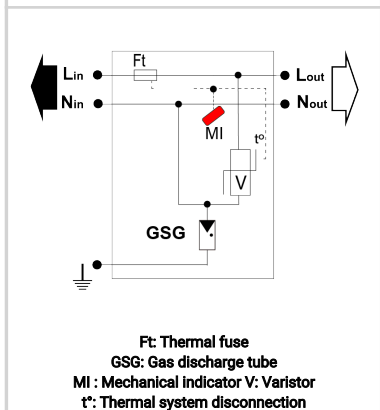 Ft
Lin
Lout
Nin
Nout
MI
t°
V
GSG
Ft: Thermal fuse
GSG: Gas discharge tube
MI : Mechanical indicator V: Varistor
t°: Thermal system disconnection